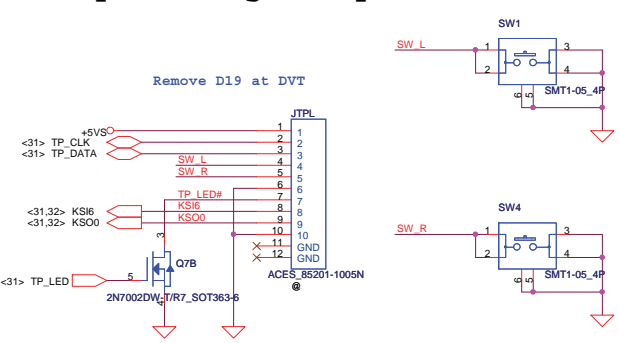 SW1
SW_L
1
3
2
4
6
5
SMT1-05_4P
Remove D19 at DVT
JTPL
+5VS
1
1
<31> TP_CLK
2
2
<31> TP_DATA
3
3
SW_L
4
4
SW_R
5
5
6
6
TP_LED#
7
7
<31,32> KSI6
KSI6
8
8
<31,32> KSO0
KSO0
9
9
10
10
11
GND
12
GND
ACES_85201-1005N
@
3
Q7B
<31> TP_LED
5
2N7002DW-T/R7_SOT363-6
4
SW4
SW_R
1
3
2
4
6
5
SMT1-05_4P